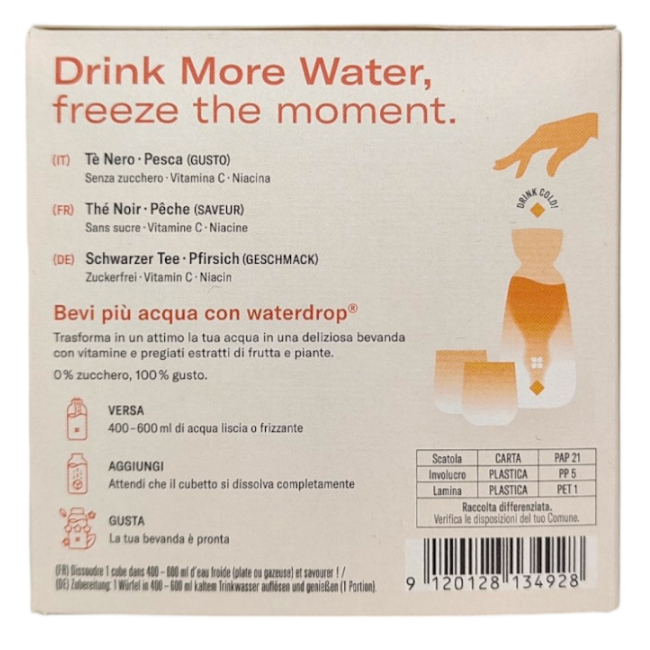 Drink More Water,
freeze the moment.
(IT) Tè Nero · Pesca (GUSTO)
Senza zucchero · Vitamina C · Niacina
(FR) Thé Noir · Pêche (SAVEUR)
Sans sucre · Vitamine C · Niacine
(DE) Schwarzer Tee · Pfirsich (GESCHMACK)
Zuckerfrei · Vitamin C · Niacin
DRINK COLD!
Bevi più acqua con waterdrop®
Trasforma in un attimo la tua acqua in una deliziosa bevanda
con vitamine e pregiati estratti di frutta e piante.
0% zucchero, 100% gusto.
VERSA
400–600 ml di acqua liscia o frizzante
AGGIUNGI
Attendi che il cubetto si dissolva completamente
GUSTA
La tua bevanda è pronta
(FR) Dissoudre 1 cube dans 400 – 600 ml d'eau froide (plate ou gazeuse) et savourer ! /
(DE) Zubereitung: 1 Würfel in 400 – 600 ml kaltem Trinkwasser auflösen und genießen (1 Portion).
Scatola CARTA PAP 21
Involucro PLASTICA PP 5
Lamina PLASTICA PET 1
Raccolta differenziata.
Verifica le disposizioni del tuo Comune.
9 120128 134928